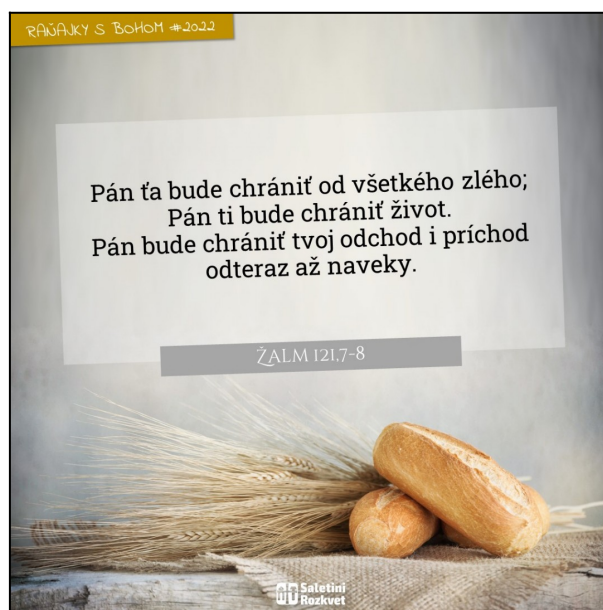 RAŇAJKY S BOHOM #2022
Pán ťa bude chrániť od všetkého zlého;
Pán ti bude chrániť život.
Pán bude chrániť tvoj odchod i príchod
odteraz až naveky.
ŽALM 121,7-8
Saletini
Rozkvet